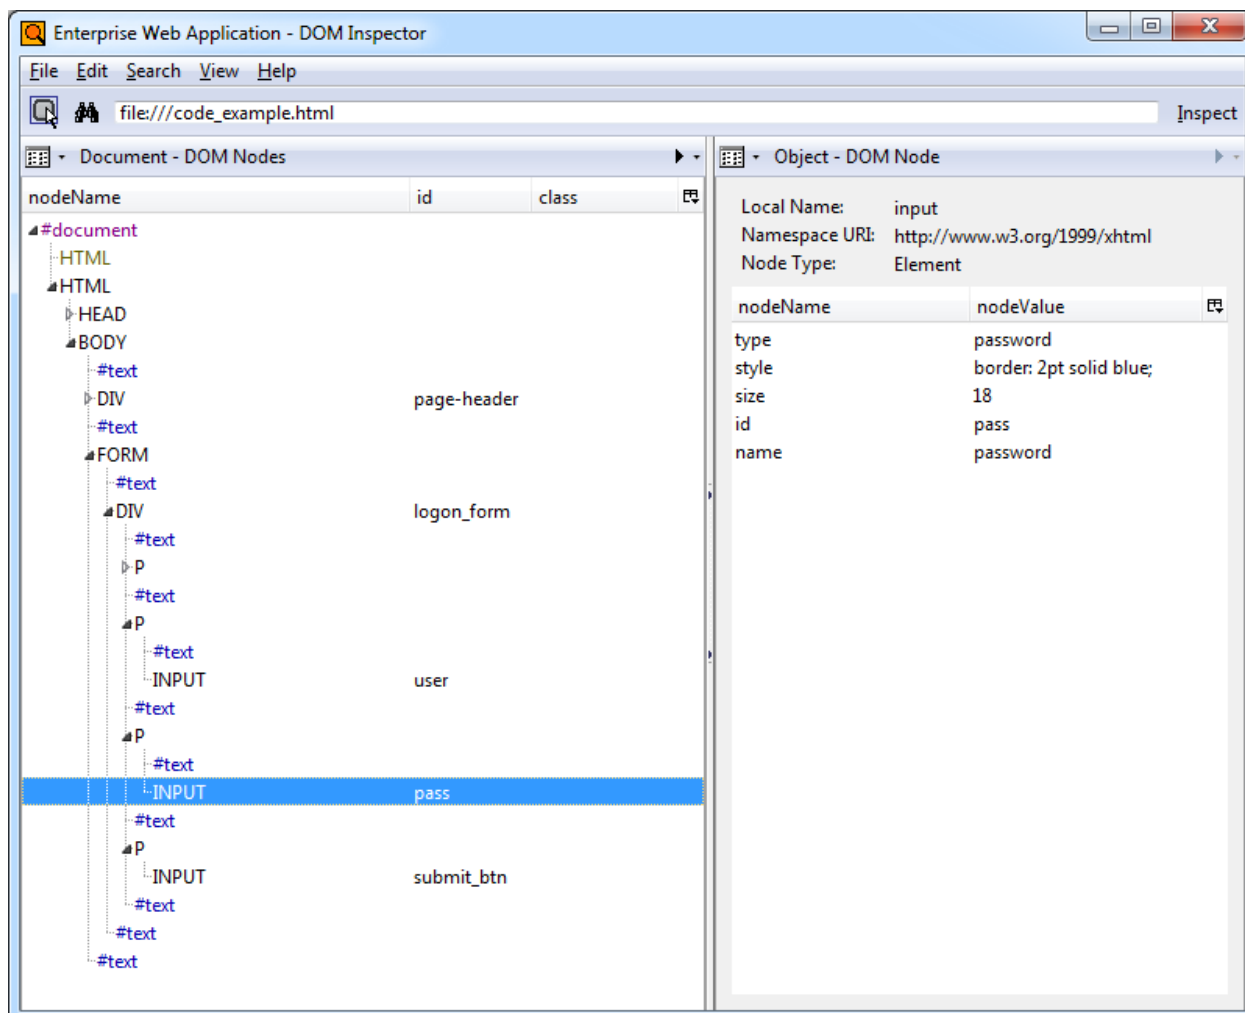 Enterprise Web Application - DOM Inspector
File Edit Search View Help
file:///code_example.html Inspect
Document - DOM Nodes
nodeName id class
#document
HTML
HTML
HEAD
BODY
#text
DIV page-header
#text
FORM
#text
DIV logon_form
#text
P
#text
P
#text
INPUT user
#text
P
#text
INPUT pass
#text
P
INPUT submit_btn
#text
#text
#text
Object - DOM Node
Local Name: input
Namespace URI: http://www.w3.org/1999/xhtml
Node Type: Element
nodeName nodeValue
type password
style border: 2pt solid blue;
size 18
id pass
name password